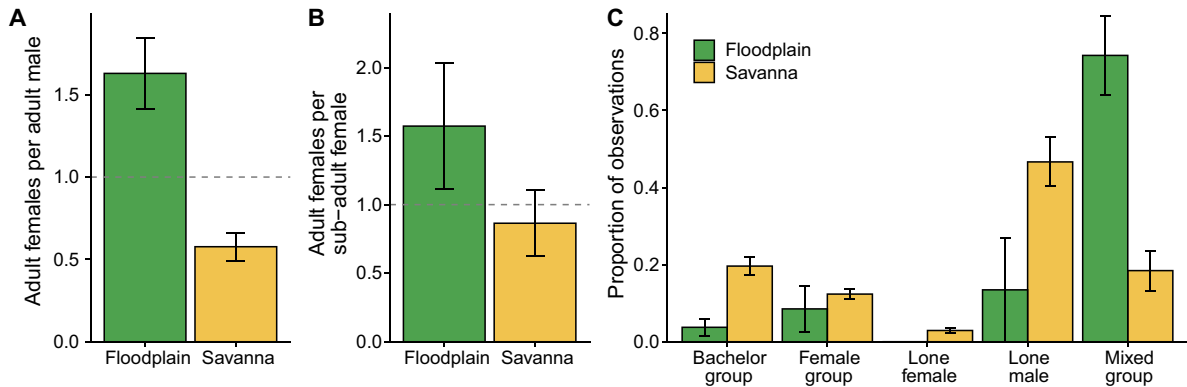 A
Adult females per adult male
1.5
1.0
0.5
0.0
Floodplain
Savanna
B
Adult females per
sub−adult female
2.0
1.5
1.0
0.5
0.0
Floodplain
Savanna
C
Proportion of observations
0.8
0.6
0.4
0.2
0.0
Floodplain
Savanna
Bachelor
group
Female
group
Lone
female
Lone
male
Mixed
group